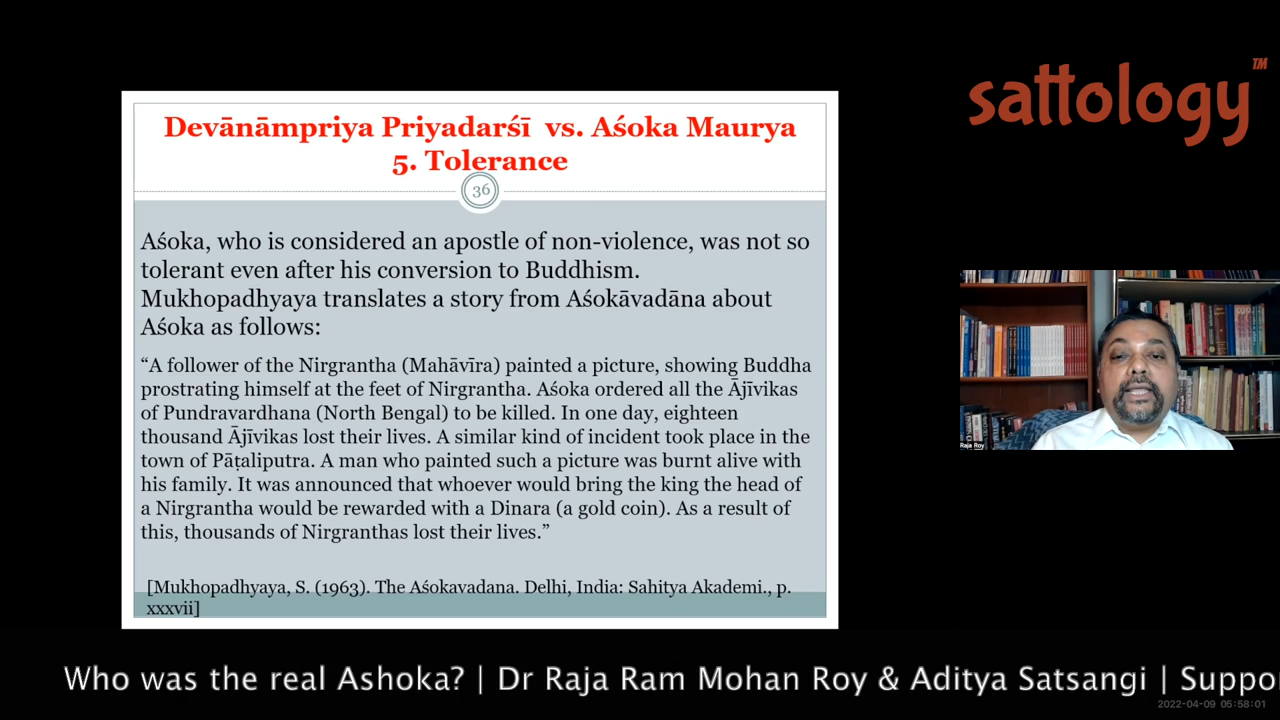 sattology™
Devānāmpriya Priyadarśī vs. Aśoka Maurya
5. Tolerance
36
Aśoka, who is considered an apostle of non-violence, was not so
tolerant even after his conversion to Buddhism.
Mukhopadhyaya translates a story from Aśokāvadāna about
Aśoka as follows:
“A follower of the Nirgrantha (Mahāvīra) painted a picture, showing Buddha
prostrating himself at the feet of Nirgrantha. Aśoka ordered all the Ājīvikas
of Pundravardhana (North Bengal) to be killed. In one day, eighteen
thousand Ājīvikas lost their lives. A similar kind of incident took place in the
town of Pāṭaliputra. A man who painted such a picture was burnt alive with
his family. It was announced that whoever would bring the king the head of
a Nirgrantha would be rewarded with a Dinara (a gold coin). As a result of
this, thousands of Nirgranthas lost their lives.”
[Mukhopadhyaya, S. (1963). The Aśokavadana. Delhi, India: Sahitya Akademi., p.
xxxvii]
Raja Roy
Who was the real Ashoka? | Dr Raja Ram Mohan Roy & Aditya Satsangi | Suppo
2022-04-09 05:58:01